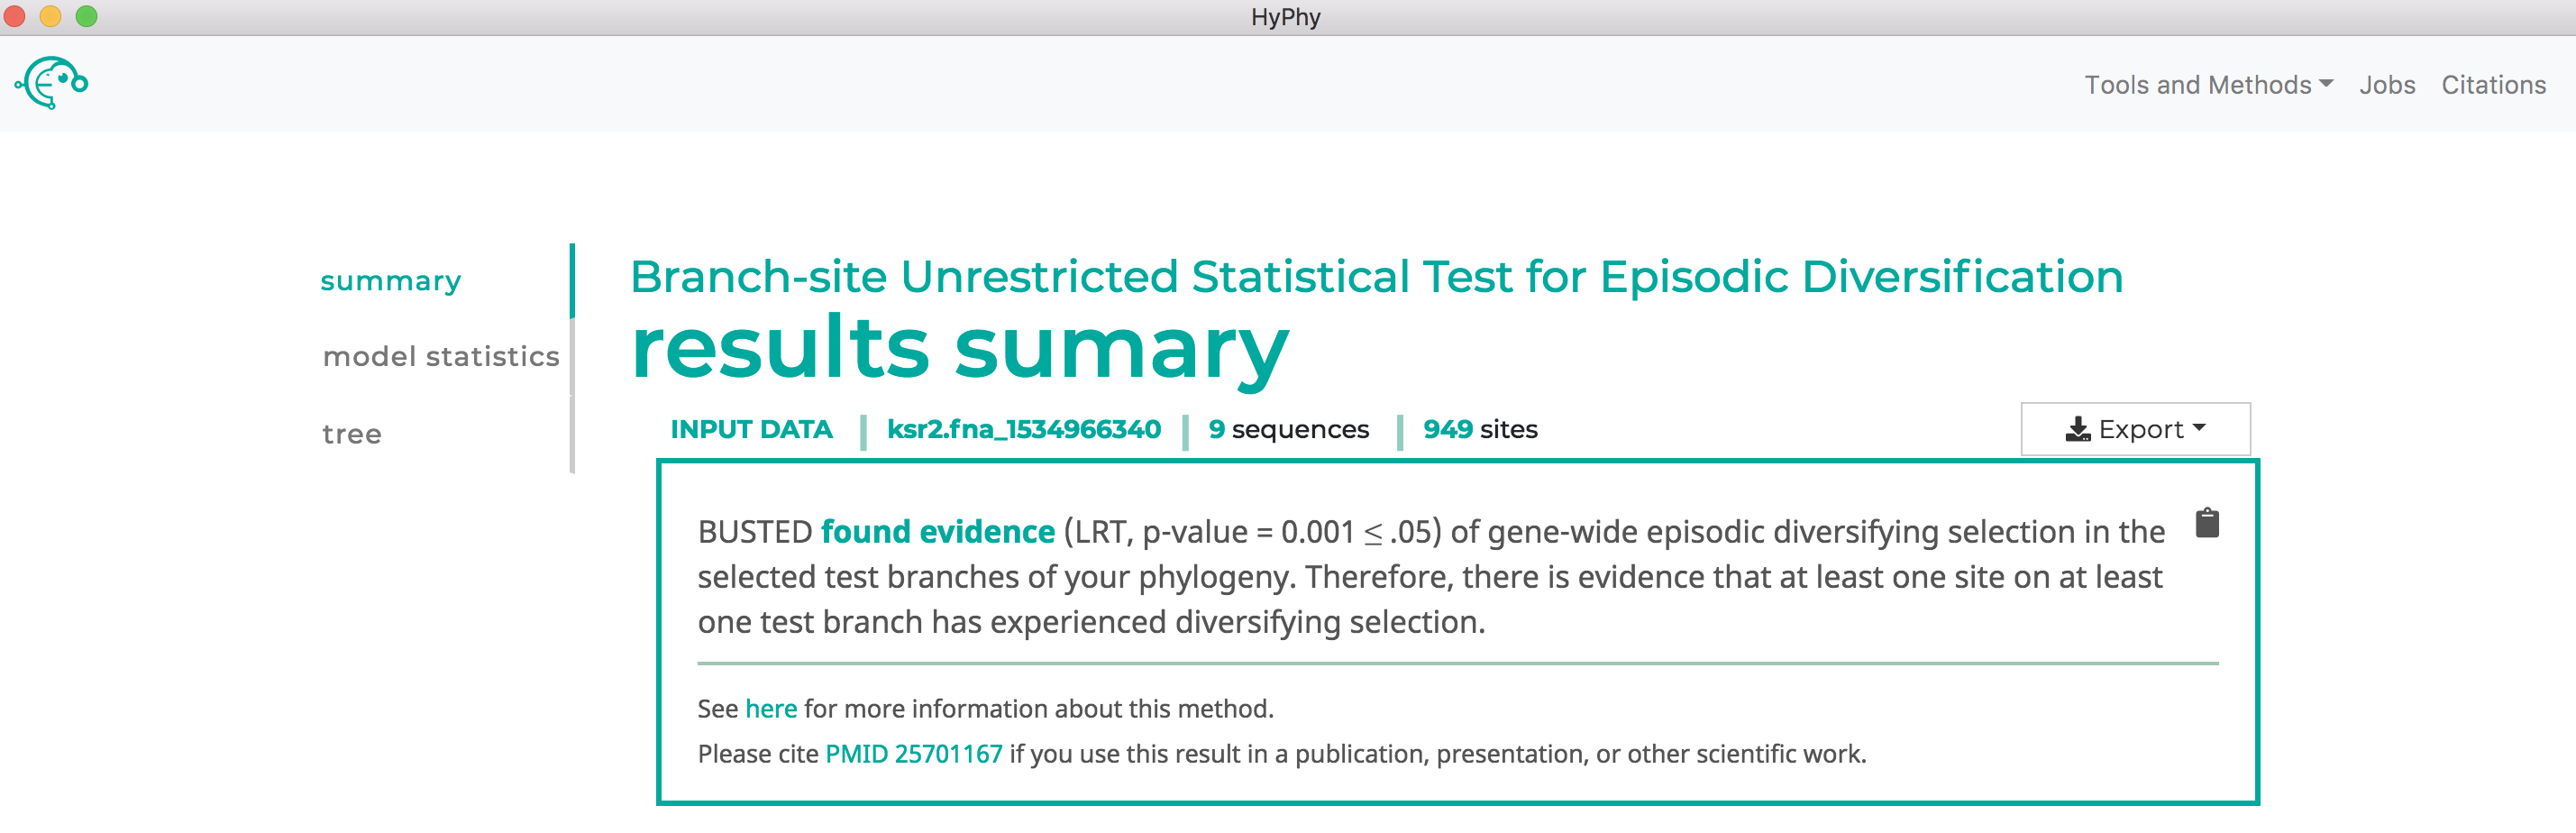 HyPhy
Tools and Methods Jobs Citations
summary
model statistics
tree
Branch-site Unrestricted Statistical Test for Episodic Diversification
results sumary
INPUT DATA ksr2.fna_1534966340 9 sequences 949 sites
Export
BUSTED found evidence (LRT, p-value = 0.001 ≤ .05) of gene-wide episodic diversifying selection in the
selected test branches of your phylogeny. Therefore, there is evidence that at least one site on at least
one test branch has experienced diversifying selection.
See here for more information about this method.
Please cite PMID 25701167 if you use this result in a publication, presentation, or other scientific work.